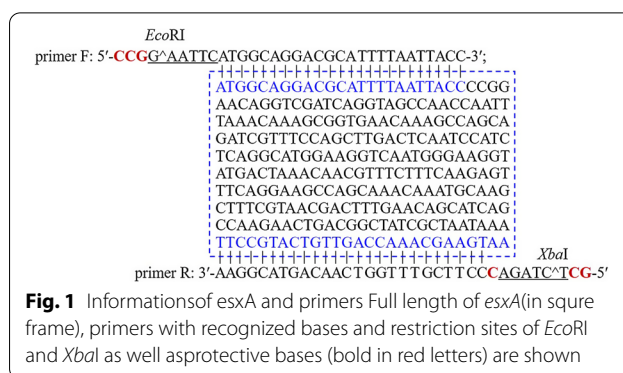 EcoRI
primer F: 5'-CCGG^AATTCATGGCAGGACGCATTTTAATTACC-3';
ATGGCAGGACGCATTTTAATTACCCCGG
AACAGGTCGATCAGGTAGCCAACCAATT
TAAACAAAGCGGTGAACAAAGCCAGCA
GATCGTTTCCAGCTTGACTCAATCCATC
TCAGGCATGGAAGGTCAATGGGAAGGT
ATGACTAAACAACGTTTCTTTCAAGAGT
TTCAGGAAGCCAGCAAACAAATGCAAG
CTTTCGTAACGACTTTGAACAGCATCAG
CCAAGAACTGACGGCTATCGCTAATAAA
TTCCGTACTGTTGACCAAACGAAGTAA
XbaI
primer R: 3'-AAGGCATGACAACTGGTTTGCTTCCCAGATC^TCG-5'
Fig. 1 Informationsof esxA and primers Full length of esxA(in squre
frame), primers with recognized bases and restriction sites of EcoRI
and XbaI as well asprotective bases (bold in red letters) are shown